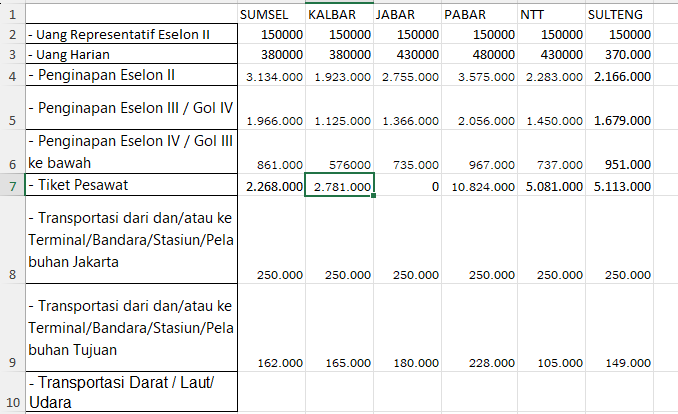 SUMSEL KALBAR JABAR PABAR NTT SULTENG
1
2 - Uang Representatif Eselon II 150000 150000 150000 150000 150000 150000
3 - Uang Harian 380000 380000 430000 480000 430000 370.000
4 - Penginapan Eselon II 3.134.000 1.923.000 2.755.000 3.575.000 2.283.000 2.166.000
- Penginapan Eselon III / Gol IV
5 1.966.000 1.125.000 1.366.000 2.056.000 1.450.000 1.679.000
- Penginapan Eselon IV / Gol III
6 ke bawah 861.000 576000 735.000 967.000 737.000 951.000
7 - Tiket Pesawat 2.268.000 2.781.000 0 10.824.000 5.081.000 5.113.000
- Transportasi dari dan/atau ke
Terminal/Bandara/Stasiun/Pela
buhan Jakarta
8 250.000 250.000 250.000 250.000 250.000 250.000
- Transportasi dari dan/atau ke
Terminal/Bandara/Stasiun/Pela
buhan Tujuan
9 162.000 165.000 180.000 228.000 105.000 149.000
- Transportasi Darat / Laut/
10 Udara